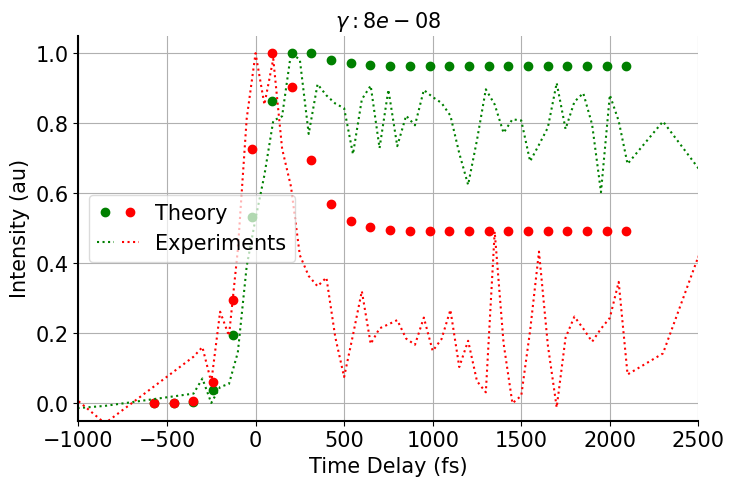 γ : 8e − 08
Intensity (au)
1.0
0.8
0.6
0.4
0.2
0.0
Theory
Experiments
−1000 −500 0 500 1000 1500 2000 2500
Time Delay (fs)